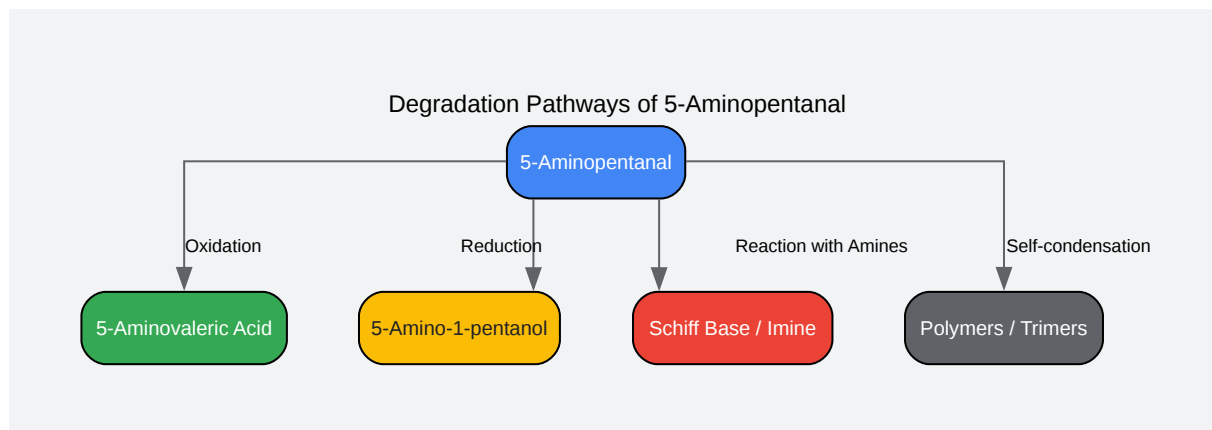 Degradation Pathways of 5-Aminopentanal
5-Aminopentanal
Oxidation
Reduction
Reaction with Amines
Self-condensation
5-Aminovaleric Acid
5-Amino-1-pentanol
Schiff Base / Imine
Polymers / Trimers